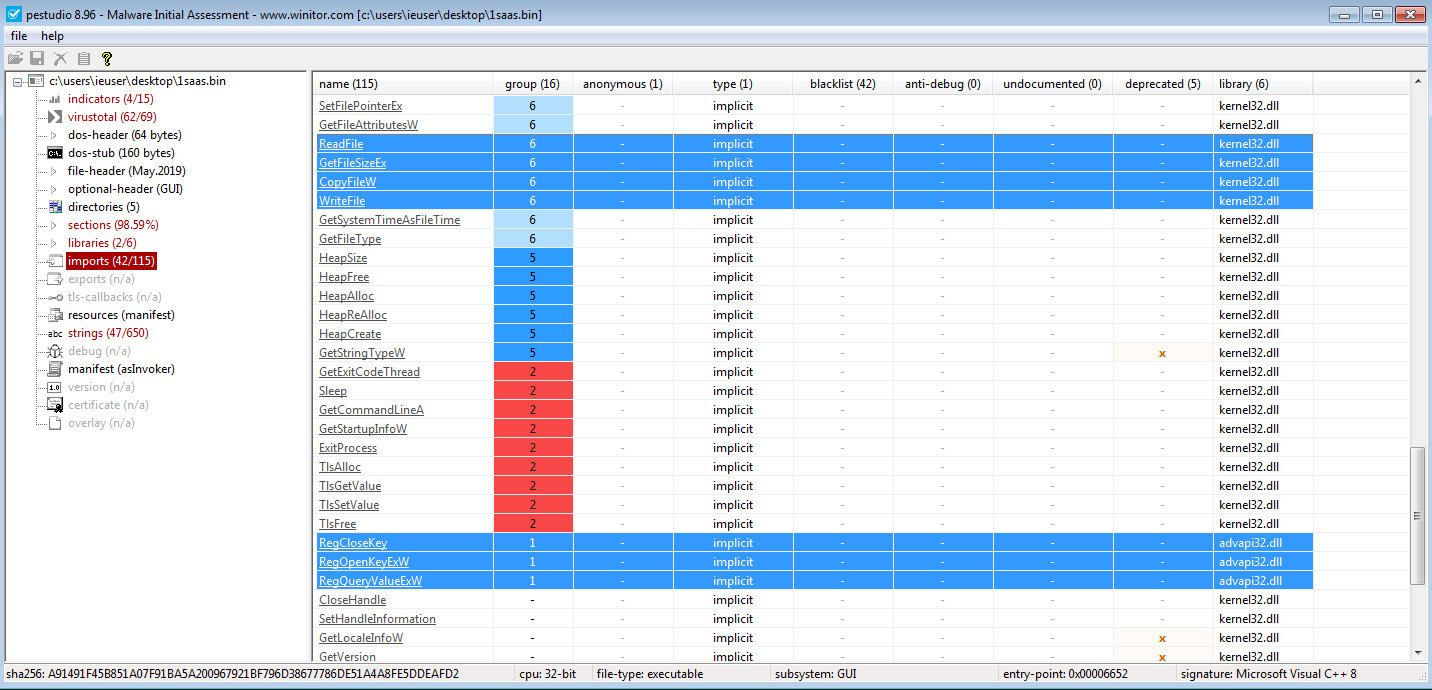 pestudio 8.96 - Malware Initial Assessment - www.winitor.com [c:\users\ieuser\desktop\1saas.bin]
file help
c:\users\ieuser\desktop\1saas.bin
indicators (4/15)
virustotal (62/69)
dos-header (64 bytes)
dos-stub (160 bytes)
file-header (May.2019)
optional-header (GUI)
directories (5)
sections (98.59%)
libraries (2/6)
imports (42/115)
exports (n/a)
tls-callbacks (n/a)
resources (manifest)
abc strings (47/650)
debug (n/a)
manifest (asInvoker)
1.0 version (n/a)
certificate (n/a)
overlay (n/a)
name (115) group (16) anonymous (1) type (1) blacklist (42) anti-debug (0) undocumented (0) deprecated (5) library (6)
SetFilePointerEx 6 - implicit - - - - kernel32.dll
GetFileAttributesW 6 - implicit - - - - kernel32.dll
ReadFile 6 - implicit - - - - kernel32.dll
GetFileSizeEx 6 - implicit - - - - kernel32.dll
CopyFileW 6 - implicit - - - - kernel32.dll
WriteFile 6 - implicit - - - - kernel32.dll
GetSystemTimeAsFileTime 6 - implicit - - - - kernel32.dll
GetFileType 6 - implicit - - - - kernel32.dll
HeapSize 5 - implicit - - - - kernel32.dll
HeapFree 5 - implicit - - - - kernel32.dll
HeapAlloc 5 - implicit - - - - kernel32.dll
HeapReAlloc 5 - implicit - - - - kernel32.dll
HeapCreate 5 - implicit - - - - kernel32.dll
GetStringTypeW 5 - implicit - - - x kernel32.dll
GetExitCodeThread 2 - implicit - - - - kernel32.dll
Sleep 2 - implicit - - - - kernel32.dll
GetCommandLineA 2 - implicit - - - - kernel32.dll
GetStartupInfoW 2 - implicit - - - - kernel32.dll
ExitProcess 2 - implicit - - - - kernel32.dll
TlsAlloc 2 - implicit - - - - kernel32.dll
TlsGetValue 2 - implicit - - - - kernel32.dll
TlsSetValue 2 - implicit - - - - kernel32.dll
TlsFree 2 - implicit - - - - kernel32.dll
RegCloseKey 1 - implicit - - - - advapi32.dll
RegOpenKeyExW 1 - implicit - - - - advapi32.dll
RegQueryValueExW 1 - implicit - - - - advapi32.dll
CloseHandle - - implicit - - - - kernel32.dll
SetHandleInformation - - implicit - - - - kernel32.dll
GetLocaleInfoW - - implicit - - - x kernel32.dll
GetVersion - - implicit - - - x kernel32.dll
sha256: A91491F45B851A07F91BA5A200967921BF796D38677786DE51A4A8FE5DDEAFD2 cpu: 32-bit file-type: executable subsystem: GUI entry-point: 0x00006652 signature: Microsoft Visual C++ 8